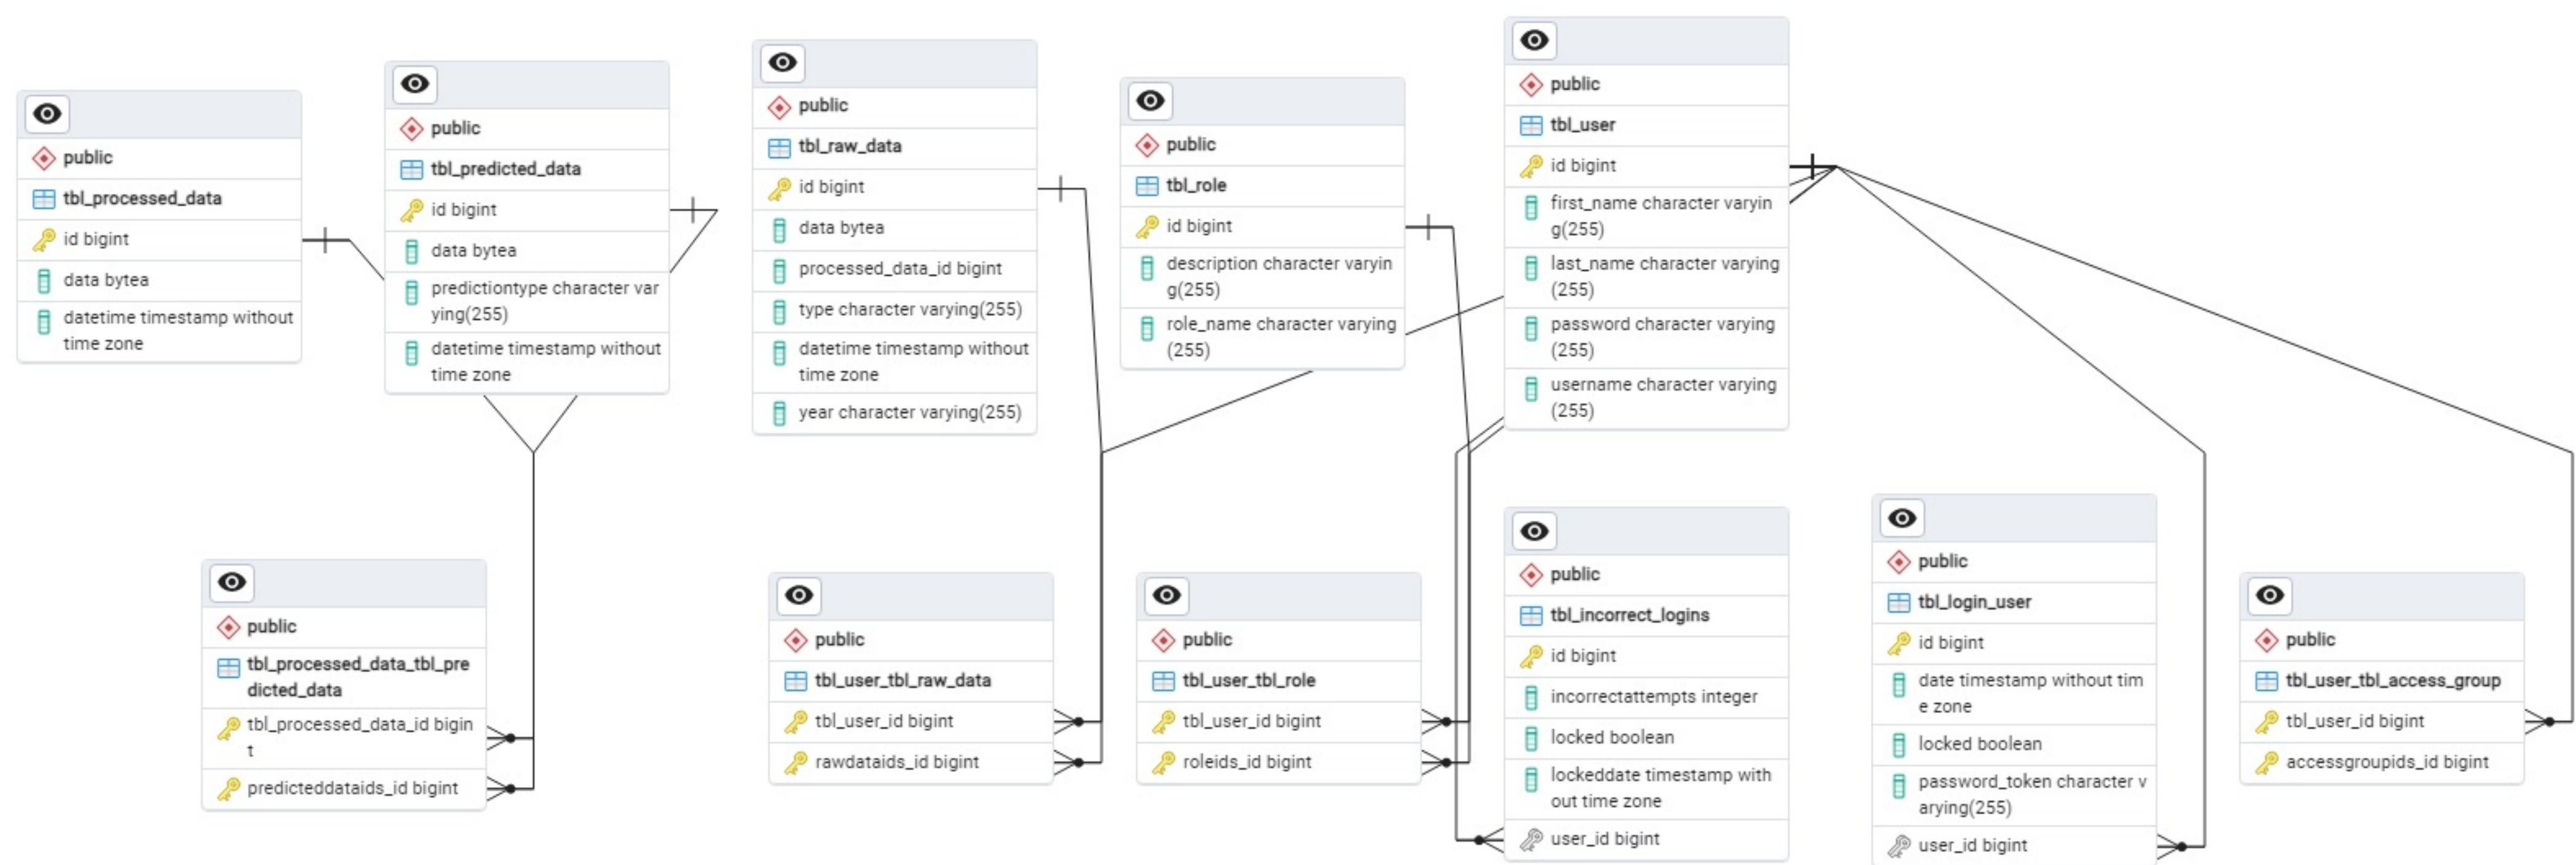 public
tbl_processed_data
id bigint
data bytea
datetime timestamp without
time zone
public
tbl_predicted_data
id bigint
data bytea
predictiontype character var
ying(255)
datetime timestamp without
time zone
public
tbl_raw_data
id bigint
data bytea
processed_data_id bigint
type character varying(255)
datetime timestamp without
time zone
year character varying(255)
public
tbl_role
id bigint
description character varyin
g(255)
role_name character varying
(255)
public
tbl_user
id bigint
first_name character varyin
g(255)
last_name character varying
(255)
password character varying
(255)
username character varying
(255)
public
tbl_processed_data_tbl_pre
dicted_data
tbl_processed_data_id bigin
t
predicteddataids_id bigint
public
tbl_user_tbl_raw_data
tbl_user_id bigint
rawdataids_id bigint
public
tbl_user_tbl_role
tbl_user_id bigint
roleids_id bigint
public
tbl_incorrect_logins
id bigint
incorrectattempts integer
locked boolean
lockeddate timestamp with
out time zone
user_id bigint
public
tbl_login_user
id bigint
date timestamp without tim
e zone
locked boolean
password_token character v
arying(255)
user_id bigint
public
tbl_user_tbl_access_group
tbl_user_id bigint
accessgroupids_id bigint